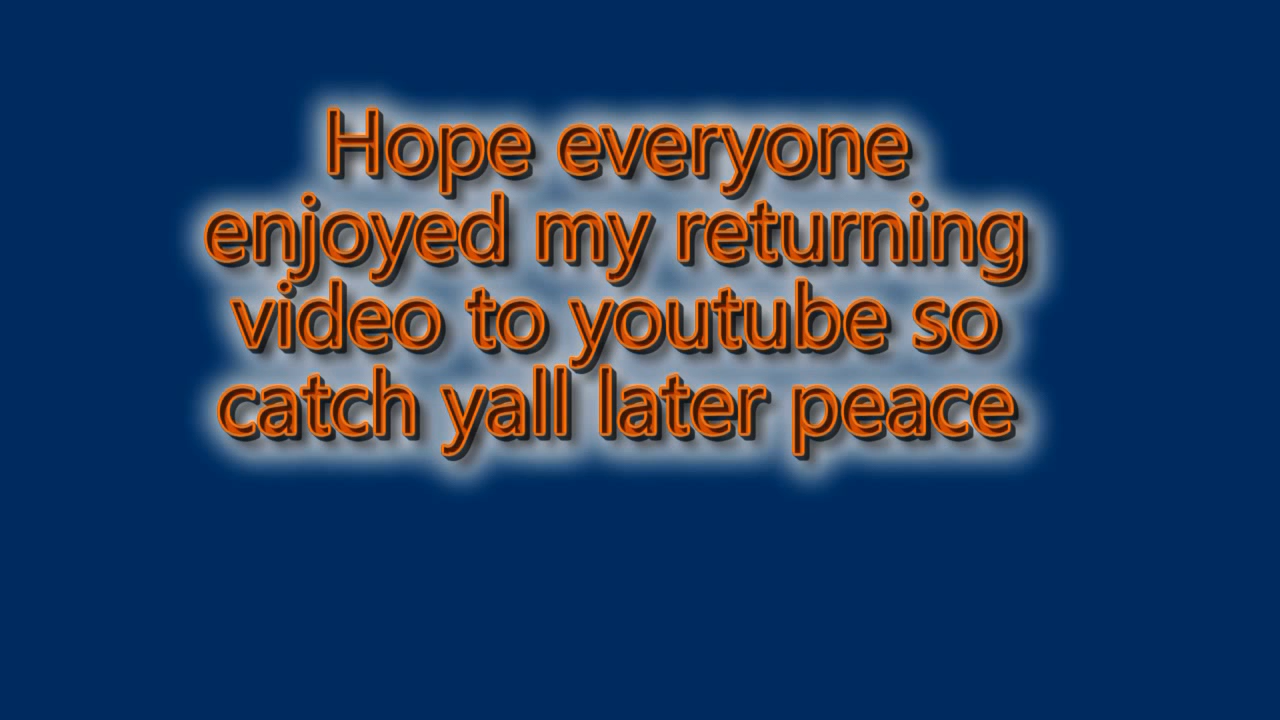 Hope everyone
enjoyed my returning
video to youtube so
catch yall later peace